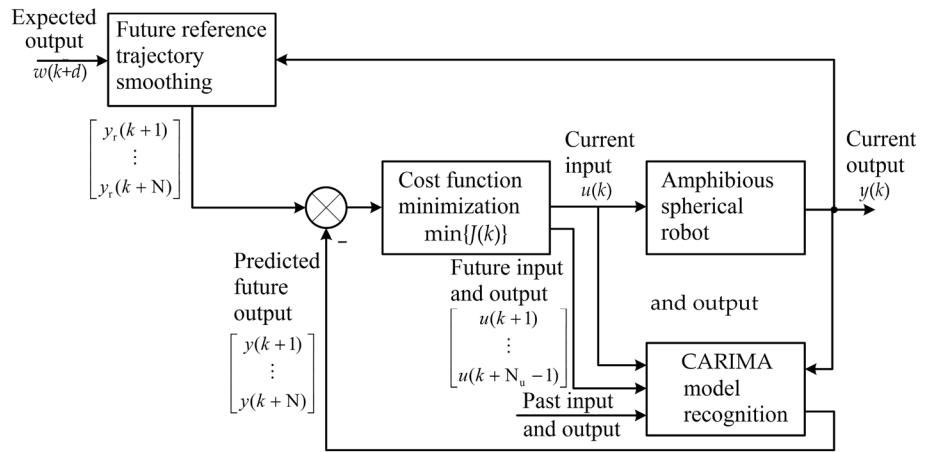 Expected
output
w(k+d)
Future reference
trajectory
smoothing
y_r(k+1)
⋮
y_r(k+N)
Cost function
minimization
min{J(k)}
Current
input
u(k)
Amphibious
spherical
robot
Current
output
y(k)
−
Predicted
future
output
y(k+1)
⋮
y(k+N)
Future input
and output
u(k+1)
⋮
u(k+N_u−1)
and output
Past input
and output
CARIMA
model
recognition